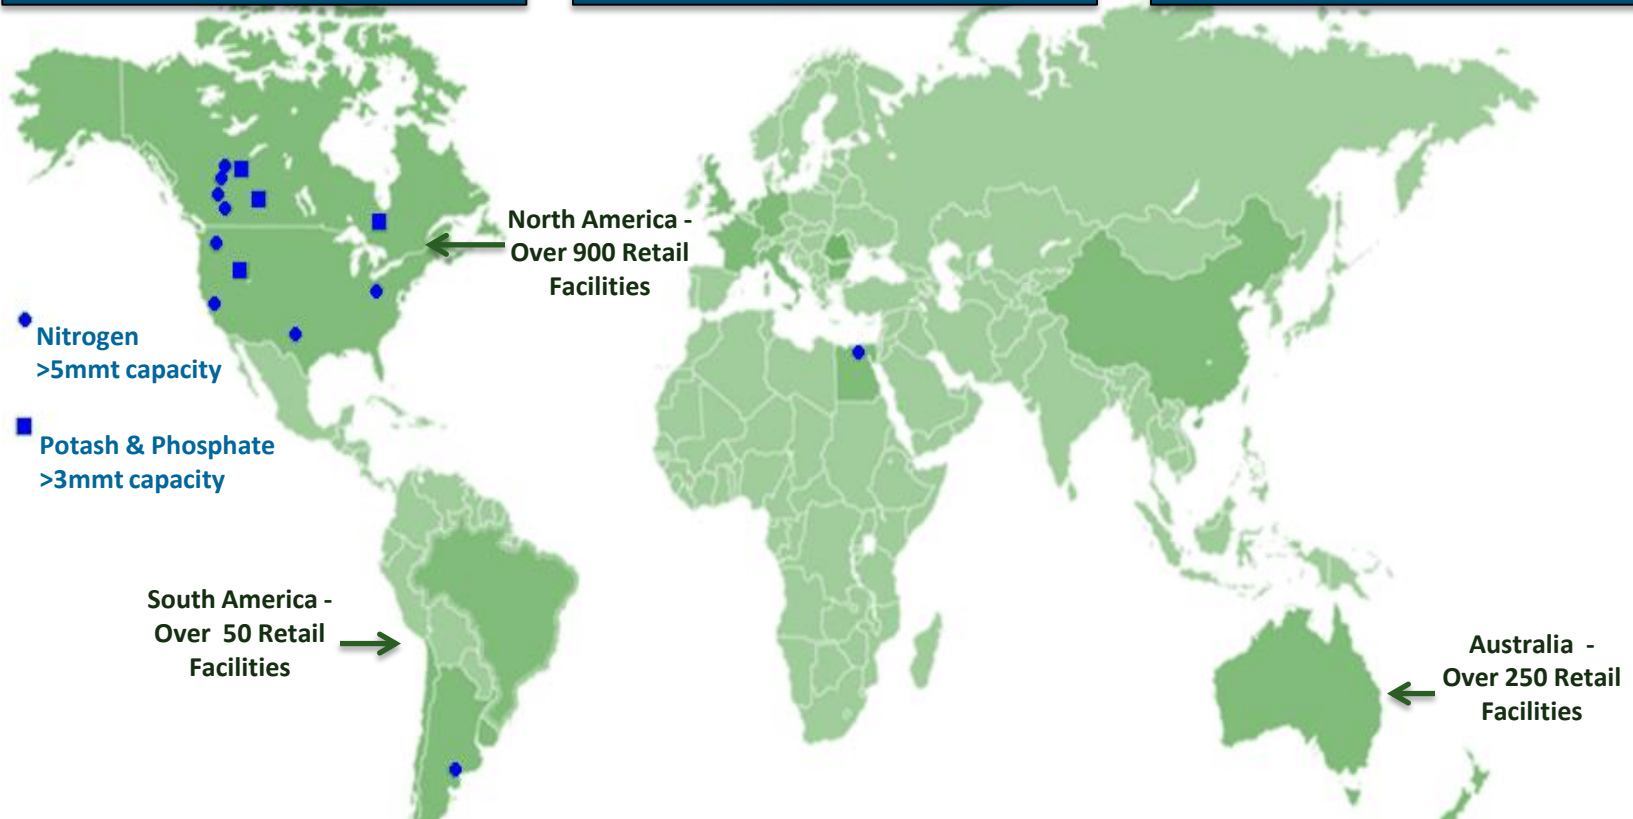 North America -
Over 900 Retail
Facilities
Nitrogen
>5mmt capacity
Potash & Phosphate
>3mmt capacity
South America -
Over  50 Retail
Facilities
Australia  -
Over 250 Retail
Facilities